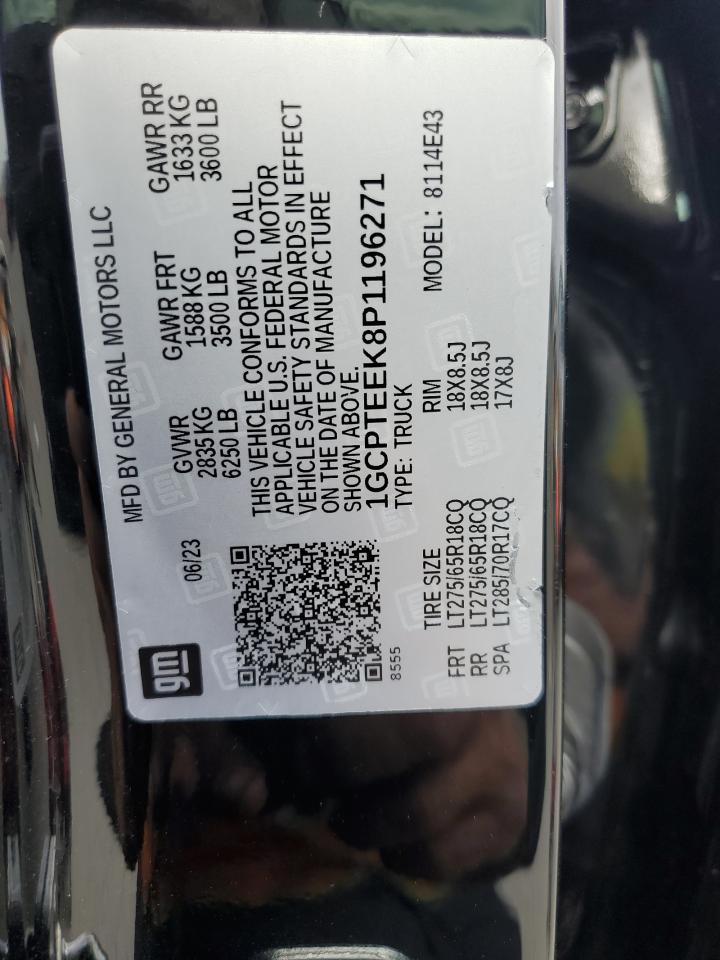 MFD BY GENERAL MOTORS LLC
gm
06/23
GVWR GAWR FRT GAWR RR
2835 KG 1588 KG 1633 KG
6250 LB 3500 LB 3600 LB
THIS VEHICLE CONFORMS TO ALL
APPLICABLE U.S. FEDERAL MOTOR
VEHICLE SAFETY STANDARDS IN EFFECT
ON THE DATE OF MANUFACTURE
SHOWN ABOVE.
1GCPTEEK8P1196271
8555
TYPE: TRUCK MODEL: 8114E43
TIRE SIZE RIM
FRT LT275/65R18CQ 18X8.5J
RR LT275/65R18CQ 18X8.5J
SPA LT285/70R17CQ 17X8J